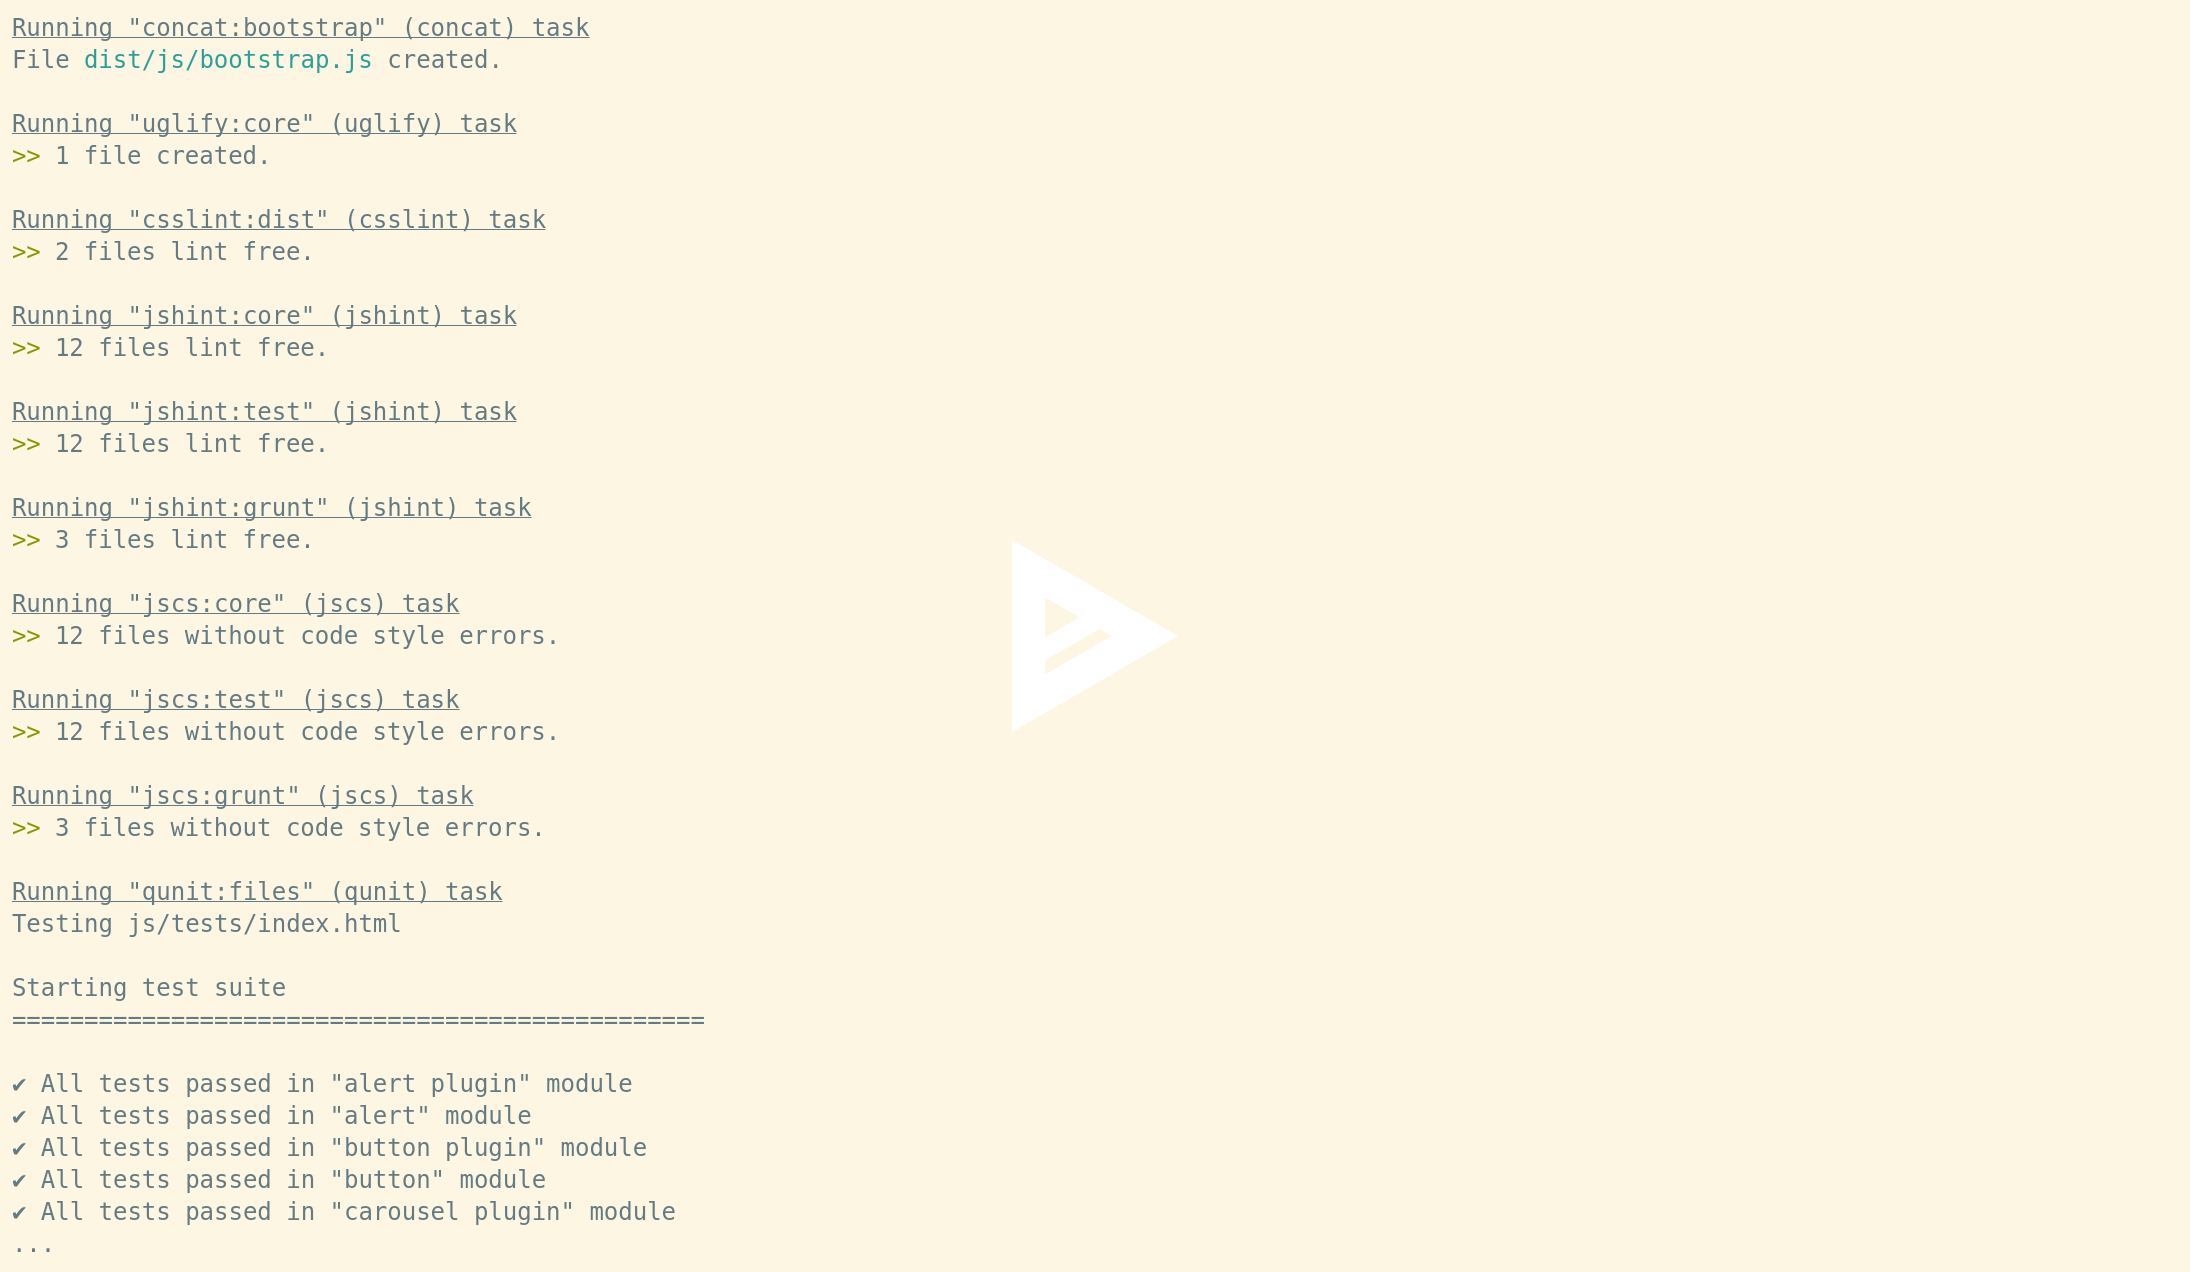 Running "concat:bootstrap" (concat) task
File dist/js/bootstrap.js created.
Running "uglify:core" (uglify) task
>> 1 file created.
Running "csslint:dist" (csslint) task
>> 2 files lint free.
Running "jshint:core" (jshint) task
>> 12 files lint free.
Running "jshint:test" (jshint) task
>> 12 files lint free.
Running "jshint:grunt" (jshint) task
>> 3 files lint free.
Running "jscs:core" (jscs) task
>> 12 files without code style errors.
Running "jscs:test" (jscs) task
>> 12 files without code style errors.
Running "jscs:grunt" (jscs) task
>> 3 files without code style errors.
Running "qunit:files" (qunit) task
Testing js/tests/index.html
Starting test suite
================================================
✔ All tests passed in "alert plugin" module
✔ All tests passed in "alert" module
✔ All tests passed in "button plugin" module
✔ All tests passed in "button" module
✔ All tests passed in "carousel plugin" module
...